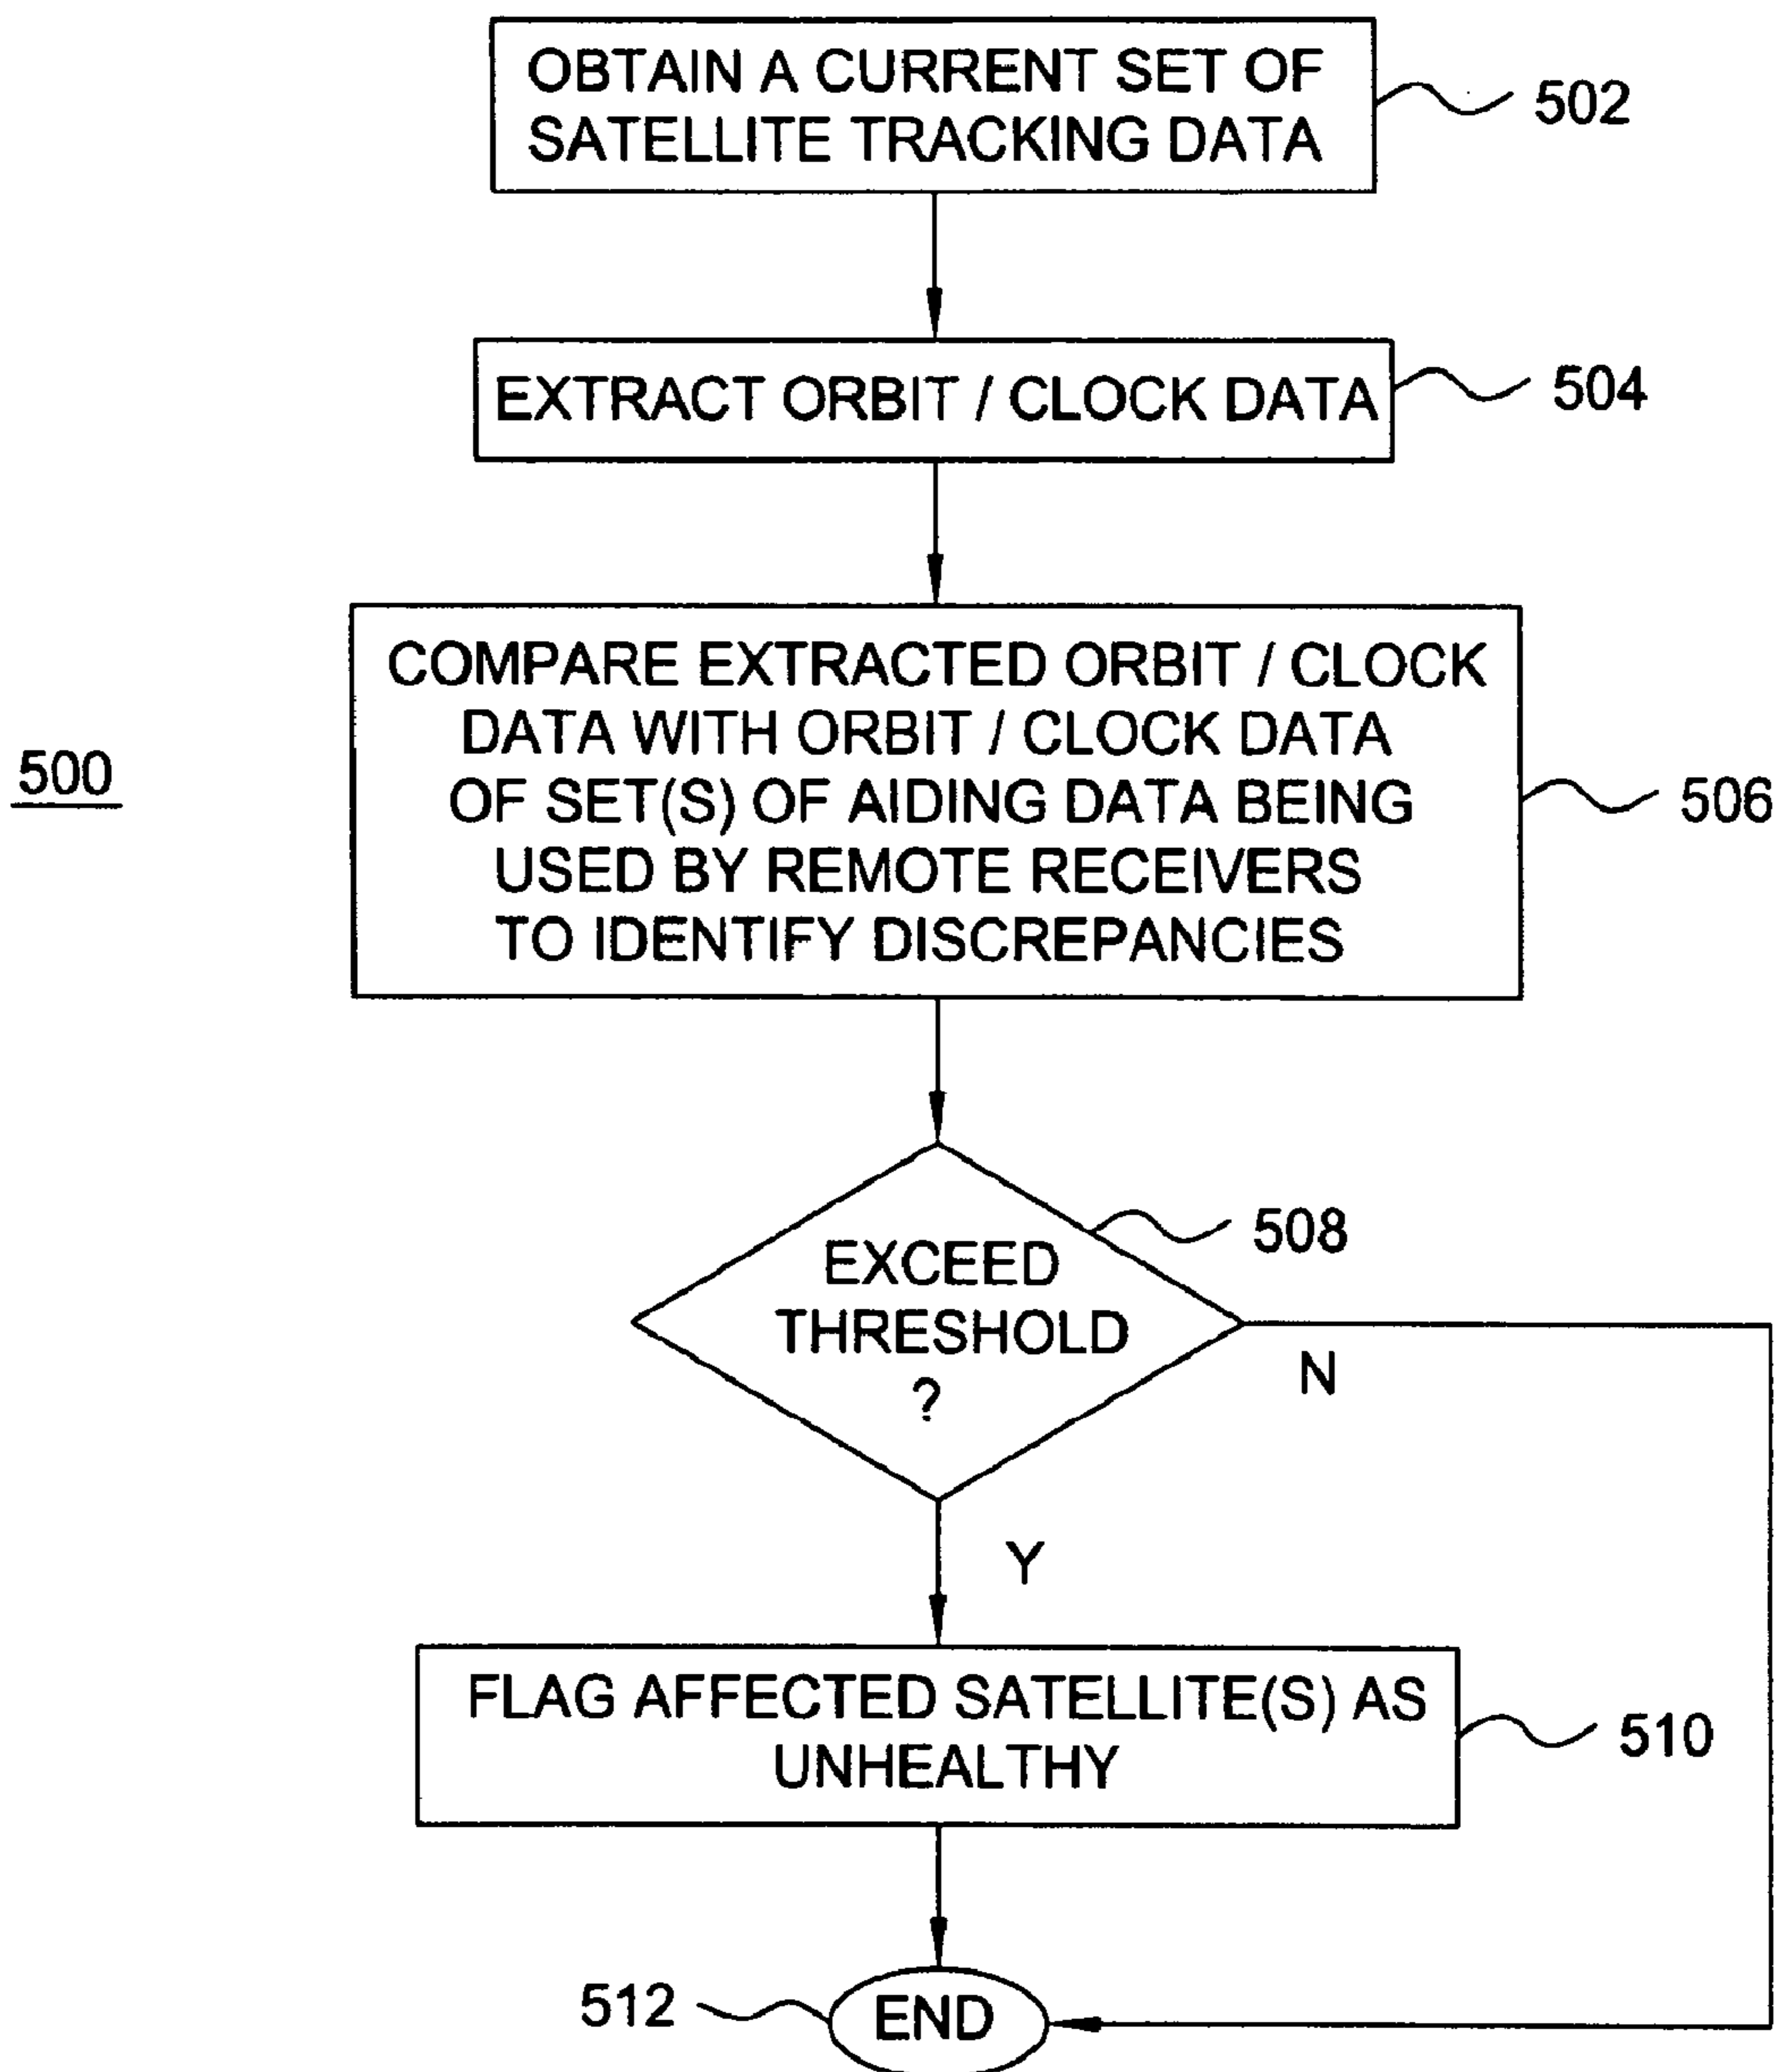 OBTAIN A CURRENT SET OF
SATELLITE TRACKING DATA
502
EXTRACT ORBIT / CLOCK DATA
504
COMPARE EXTRACTED ORBIT / CLOCK
DATA WITH ORBIT / CLOCK DATA
OF SET(S) OF AIDING DATA BEING
USED BY REMOTE RECEIVERS
TO IDENTIFY DISCREPANCIES
500
506
EXCEED
THRESHOLD
?
508
N
Y
FLAG AFFECTED SATELLITE(S) AS
UNHEALTHY
510
512
END